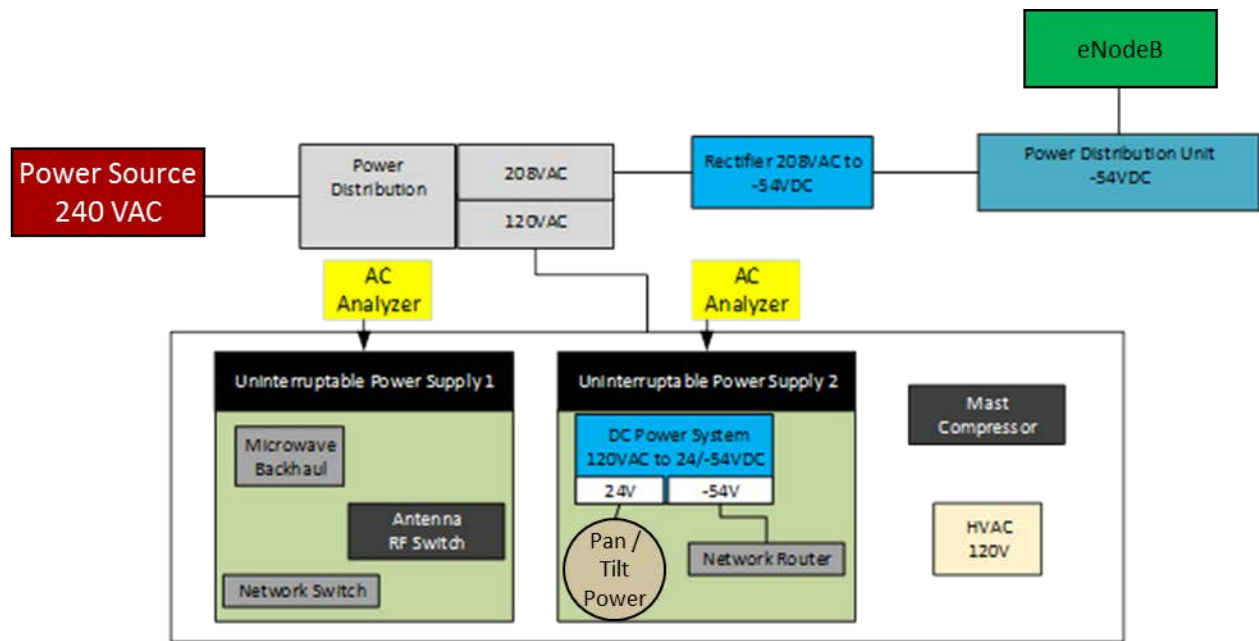 eNodeB
Power Source
240 VAC
Power
Distribution
208VAC
120VAC
Rectifier 208VAC to
-54VDC
Power Distribution Unit
-54VDC
AC
Analyzer
AC
Analyzer
Uninterruptable Power Supply 1
Microwave
Backhaul
Antenna
RF Switch
Network Switch
Uninterruptable Power Supply 2
DC Power System
120VAC to 24/-54VDC
24V
-54V
Pan /
Tilt
Power
Network Router
Mast
Compressor
HVAC
120V